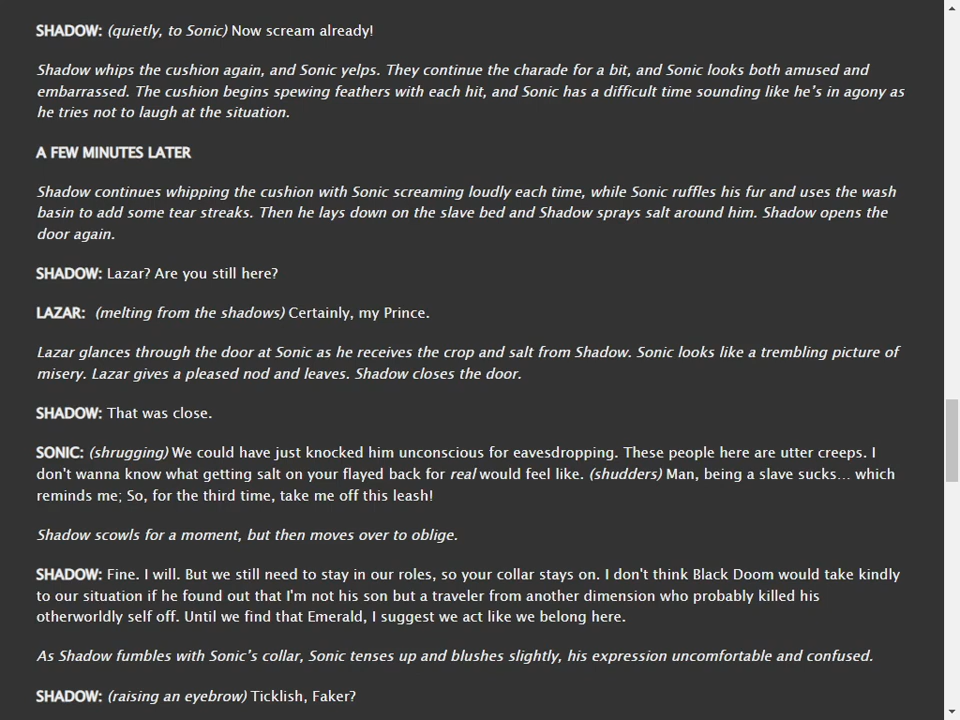 SHADOW: (quietly, to Sonic) Now scream already!
Shadow whips the cushion again, and Sonic yelps. They continue the charade for a bit, and Sonic looks both amused and
embarrassed. The cushion begins spewing feathers with each hit, and Sonic has a difficult time sounding like he's in agony as
he tries not to laugh at the situation.
A FEW MINUTES LATER
Shadow continues whipping the cushion with Sonic screaming loudly each time, while Sonic ruffles his fur and uses the wash
basin to add some tear streaks. Then he lays down on the slave bed and Shadow sprays salt around him. Shadow opens the
door again.
SHADOW: Lazar? Are you still here?
LAZAR: (melting from the shadows) Certainly, my Prince.
Lazar glances through the door at Sonic as he receives the crop and salt from Shadow. Sonic looks like a trembling picture of
misery. Lazar gives a pleased nod and leaves. Shadow closes the door.
SHADOW: That was close.
SONIC: (shrugging) We could have just knocked him unconscious for eavesdropping. These people here are utter creeps. I
don't wanna know what getting salt on your flayed back for real would feel like. (shudders) Man, being a slave sucks... which
reminds me; So, for the third time, take me off this leash!
Shadow scowls for a moment, but then moves over to oblige.
SHADOW: Fine. I will. But we still need to stay in our roles, so your collar stays on. I don't think Black Doom would take kindly
to our situation if he found out that I'm not his son but a traveler from another dimension who probably killed his
otherworldly self off. Until we find that Emerald, I suggest we act like we belong here.
As Shadow fumbles with Sonic's collar, Sonic tenses up and blushes slightly, his expression uncomfortable and confused.
SHADOW: (raising an eyebrow) Ticklish, Faker?